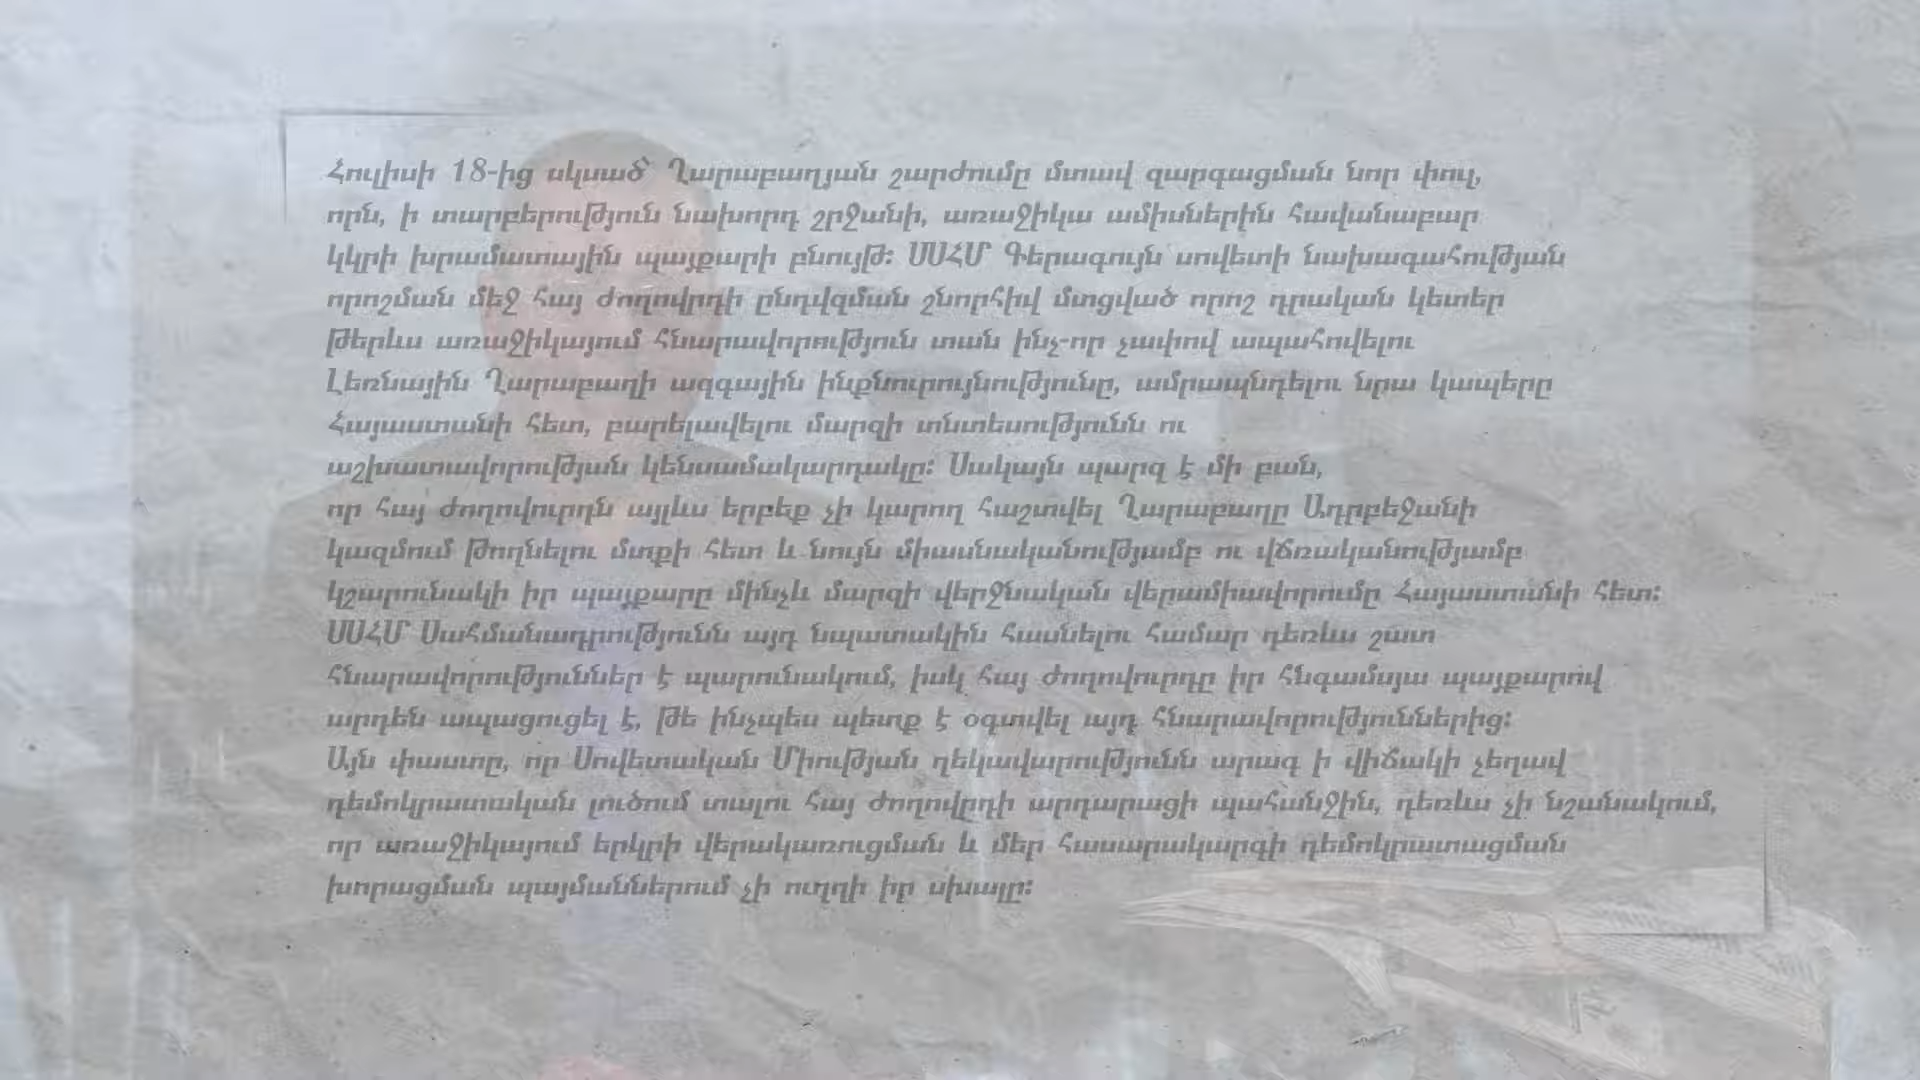 Հուլիսի 18-ից սկսած՝ Ղարաբաղյան շարժումը մտավ զարգացման նոր փուլ,
որն, ի տարբերություն նախորդ շրջանի, առաջիկա ամիսներին հավանաբար
կկրի խրամատային պայքարի բնույթ: ՍՍՀՄ Գերագույն սովետի նախագահության
որոշման մեջ հայ ժողովրդի ընդվզման շնորհիվ մտցված որոշ դրական կետեր
թերևս առաջիկայում հնարավորություն տան ինչ-որ չափով ապահովելու
Լեռնային Ղարաբաղի ազգային ինքնուրույնությունը, ամրապնդելու նրա կապերը
Հայաստանի հետ, բարելավելու մարզի տնտեսությունն ու
աշխատավորության կենսամակարդակը: Սակայն պարզ է մի բան,
որ հայ ժողովուրդն այլևս երբեք չի կարող հաշտվել Ղարաբաղը Ադրբեջանի
կազմում թողնելու մտքի հետ և նույն միասնականությամբ ու վճռականությամբ
կշարունակի իր պայքարը մինչև մարզի վերջնական վերամիավորումը Հայաստանի հետ:
ՍՍՀՄ Սահմանադրությունն այդ նպատակին հասնելու համար դեռևս շատ
հնարավորություններ է պարունակում, իսկ հայ ժողովուրդը իր հնգամսյա պայքարով
արդեն ապացուցել է, թե ինչպես պետք է օգտվել այդ հնարավորություններից:
Այն փաստը, որ Սովետական Միության ղեկավարությունն արագ ի վիճակի չեղավ
դեմոկրատական լուծում տալու հայ ժողովրդի արդարացի պահանջին, դեռևս չի նշանակում,
որ առաջիկայում երկրի վերակառուցման և մեր հասարակարգի դեմոկրատացման
խորացման պայմաններում չի ուղղի իր սխալը: